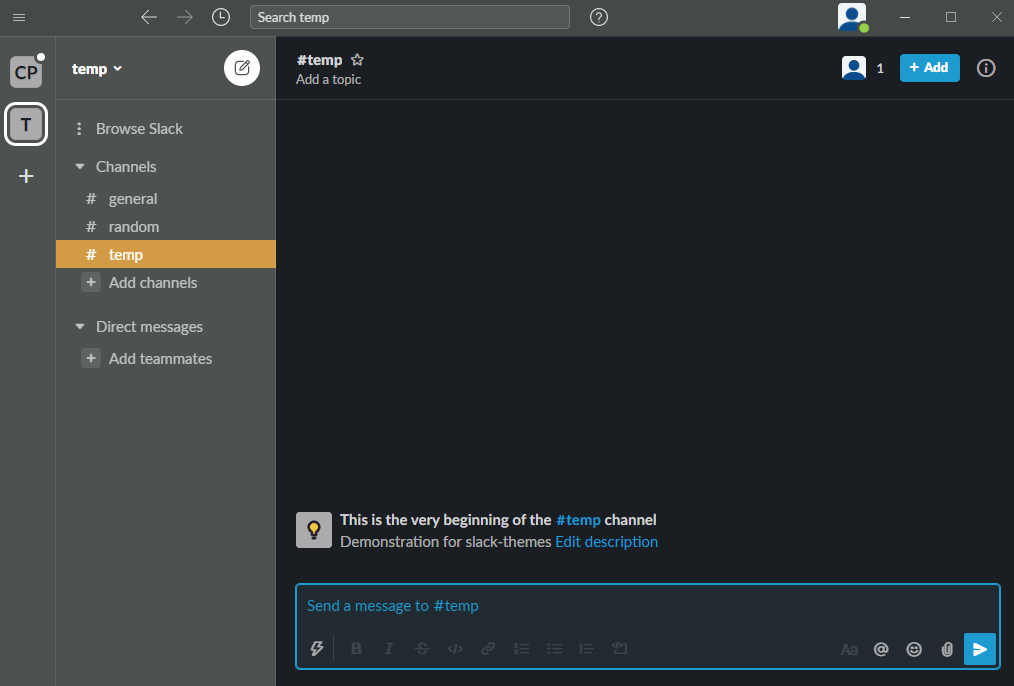 Search temp
CP
T
temp
Browse Slack
Channels
# general
# random
# temp
+ Add channels
Direct messages
+ Add teammates
#temp
Add a topic
1
+ Add
This is the very beginning of the #temp channel
Demonstration for slack-themes Edit description
Send a message to #temp
B I S </> Aa @